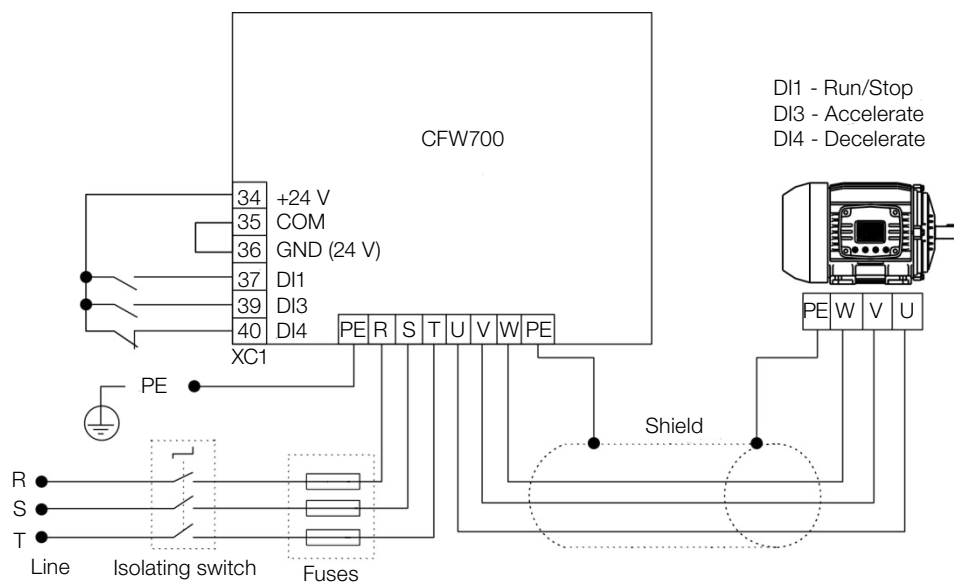 CFW700
DI1 - Run/Stop
DI3 - Accelerate
DI4 - Decelerate
34 +24 V
35 COM
36 GND (24 V)
37 DI1
39 DI3
40 DI4
XC1
PE R S T U V W PE
PE W V U
PE
Shield
R
S
T
Line
Isolating switch
Fuses